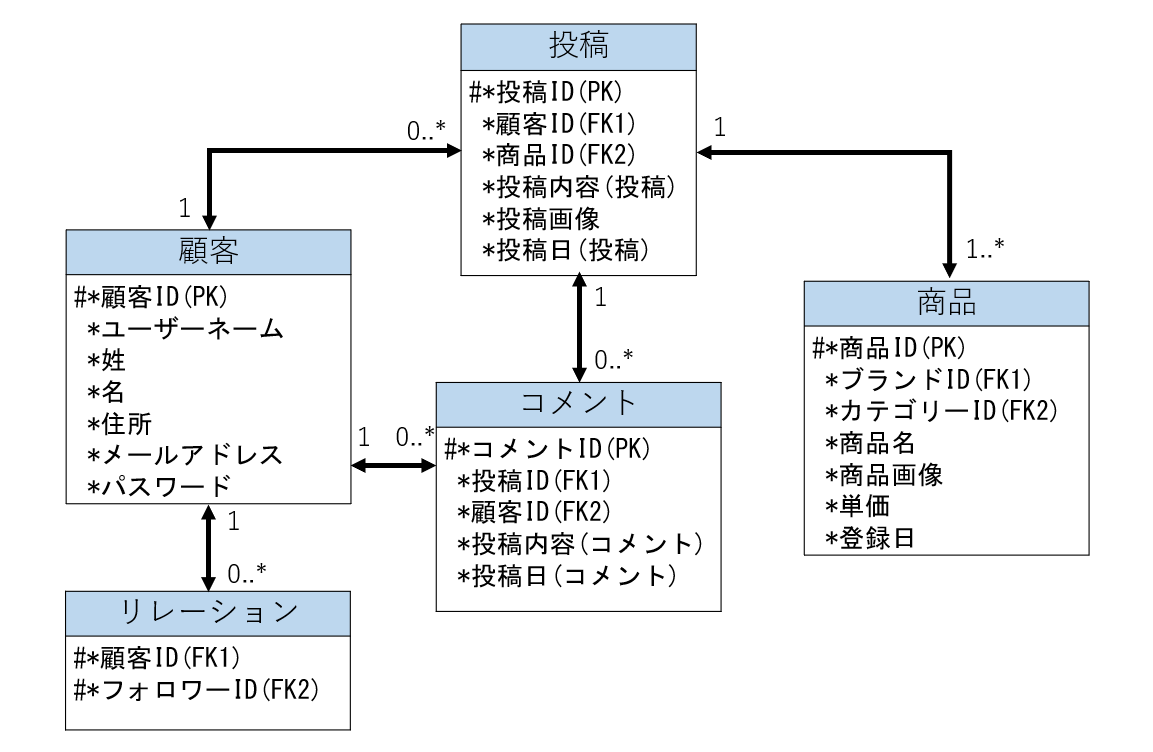 投稿
#*投稿ID(PK)
*顧客ID(FK1)
*商品ID(FK2)
*投稿内容(投稿)
*投稿画像
*投稿日(投稿)
0..*
1
1
1..*
顧客
#*顧客ID(PK)
*ユーザーネーム
*姓
*名
*住所
*メールアドレス
*パスワード
1
0..*
商品
#*商品ID(PK)
*ブランドID(FK1)
*カテゴリーID(FK2)
*商品名
*商品画像
*単価
*登録日
1 0..*
コメント
#*コメントID(PK)
*投稿ID(FK1)
*顧客ID(FK2)
*投稿内容(コメント)
*投稿日(コメント)
1
0..*
リレーション
#*顧客ID(FK1)
#*フォロワーID(FK2)